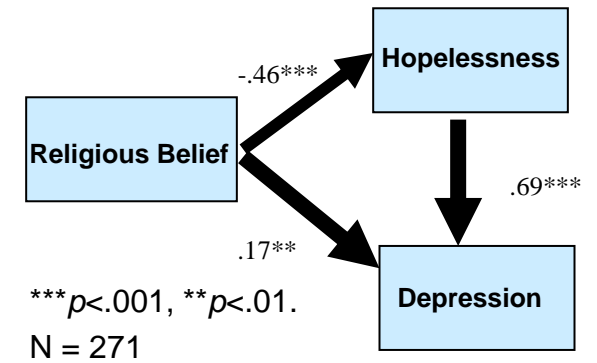 Hopelessness
-.46***
Religious Belief
.69***
.17**
Depression
***p<.001, **p<.01.
N = 271